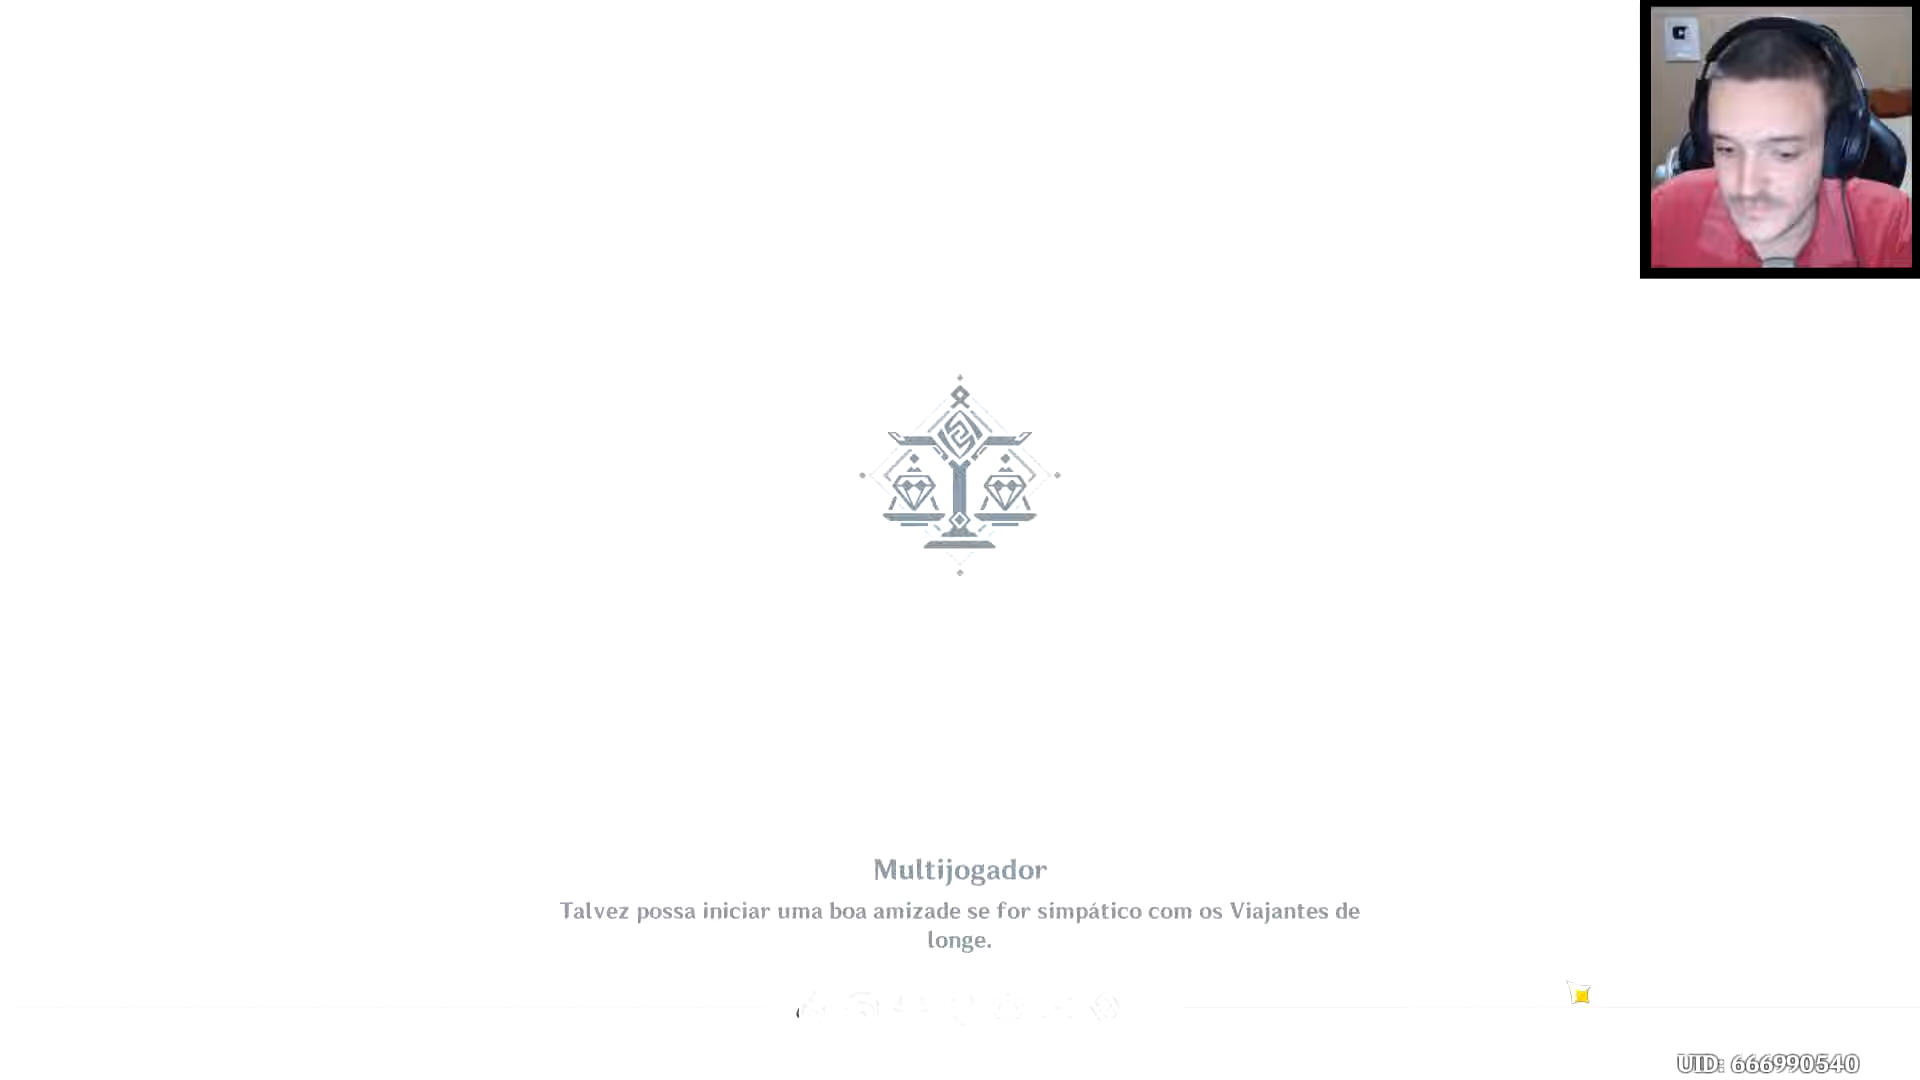 Multijogador
Talvez possa iniciar uma boa amizade se for simpático com os Viajantes de
longe.
UID: 666990540